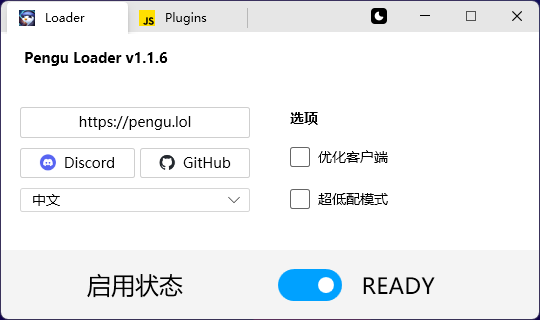 Loader
JS Plugins
Pengu Loader v1.1.6
https://pengu.lol
Discord
GitHub
中文
选项
优化客户端
超低配模式
启用状态
READY